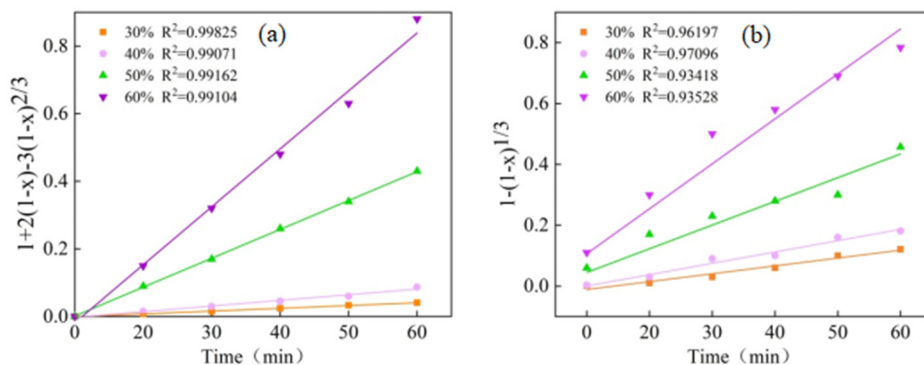 (a)
30% R²=0.99825
40% R²=0.99071
50% R²=0.99162
60% R²=0.99104
1+2(1-x)-3(1-x)^2/3
0.8
0.6
0.4
0.2
0.0
0 20 30 40 50 60
Time（min）
(b)
30% R²=0.96197
40% R²=0.97096
50% R²=0.93418
60% R²=0.93528
1-(1-x)^1/3
0.8
0.6
0.4
0.2
0.0
0 20 30 40 50 60
Time（min）